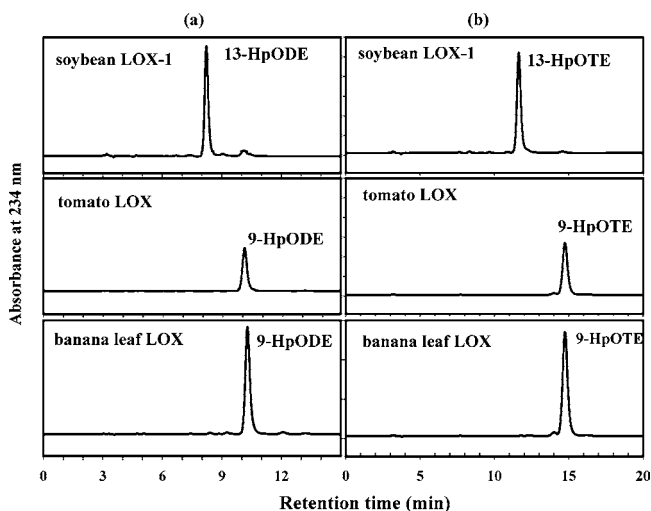 (a) (b)
soybean LOX-1 13-HpODE
soybean LOX-1 13-HpOTE
tomato LOX
9-HpODE
tomato LOX
9-HpOTE
banana leaf LOX 9-HpODE
banana leaf LOX 9-HpOTE
Absorbance at 234 nm
0 3 6 8 10 12
0 5 10 15 20
Retention time (min)